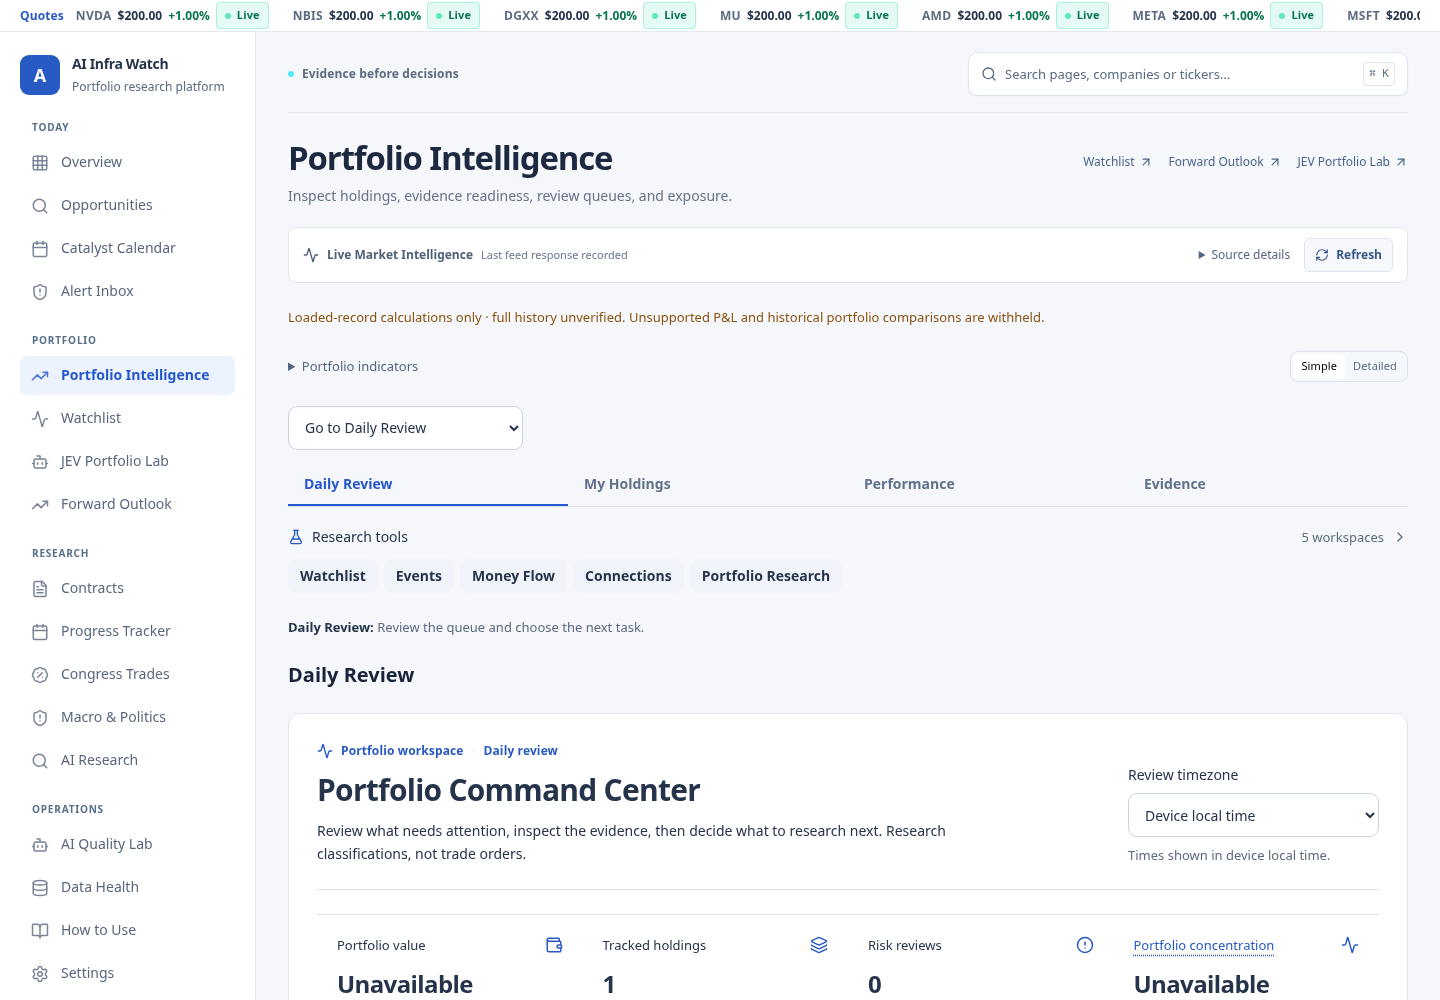 Quotes NVDA $200.00 +1.00% Live NBIS $200.00 +1.00% Live DGXX $200.00 +1.00% Live MU $200.00 +1.00% Live AMD $200.00 +1.00% Live META $200.00 +1.00% Live MSFT $200.0
A
AI Infra Watch
Portfolio research platform
TODAY
Overview
Opportunities
Catalyst Calendar
Alert Inbox
PORTFOLIO
Portfolio Intelligence
Watchlist
JEV Portfolio Lab
Forward Outlook
RESEARCH
Contracts
Progress Tracker
Congress Trades
Macro & Politics
AI Research
OPERATIONS
AI Quality Lab
Data Health
How to Use
Settings
Evidence before decisions
Search pages, companies or tickers...
⌘ K
Portfolio Intelligence
Watchlist Forward Outlook JEV Portfolio Lab
Inspect holdings, evidence readiness, review queues, and exposure.
Live Market Intelligence Last feed response recorded
Source details Refresh
Loaded-record calculations only · full history unverified. Unsupported P&L and historical portfolio comparisons are withheld.
Portfolio indicators
Simple Detailed
Go to Daily Review
Daily Review My Holdings Performance Evidence
Research tools
5 workspaces
Watchlist Events Money Flow Connections Portfolio Research
Daily Review: Review the queue and choose the next task.
Daily Review
Portfolio workspace Daily review
Portfolio Command Center
Review what needs attention, inspect the evidence, then decide what to research next. Research
classifications, not trade orders.
Review timezone
Device local time
Times shown in device local time.
Portfolio value
Unavailable
Tracked holdings
1
Risk reviews
0
Portfolio concentration
Unavailable